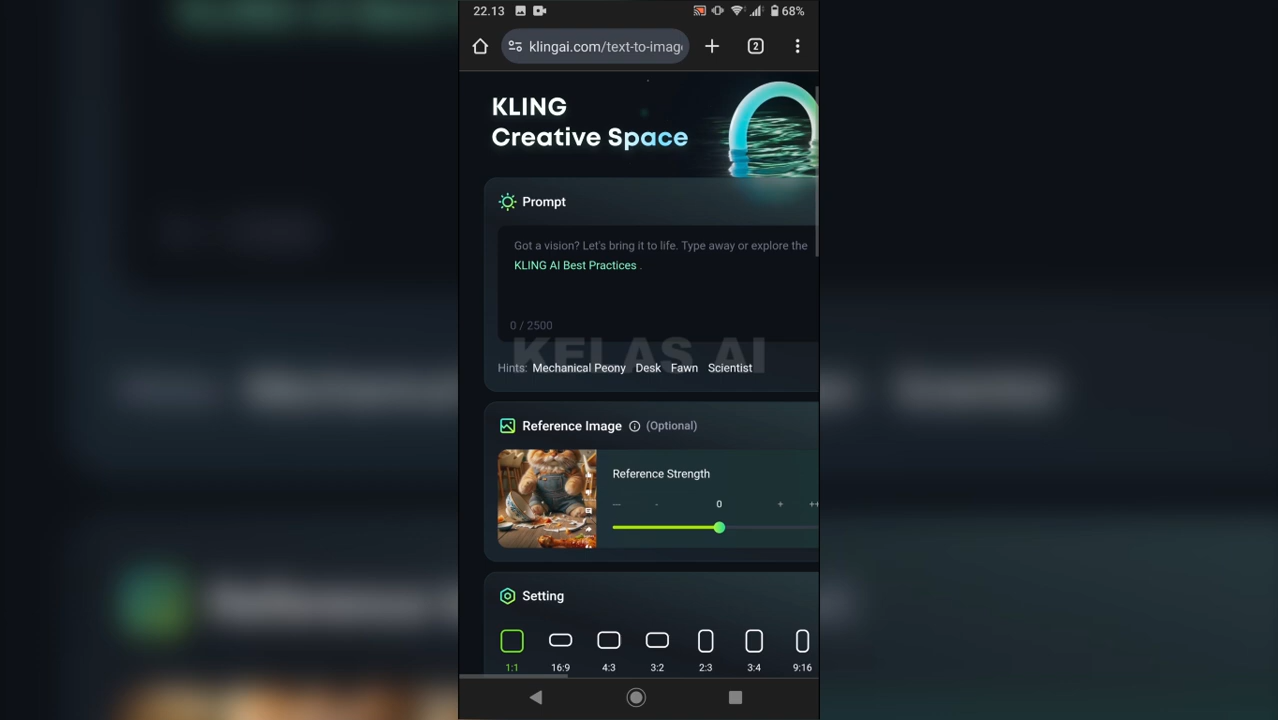 22.13
68%
klingai.com/text-to-imag
2
KLING
Creative Space
Prompt
Got a vision? Let's bring it to life. Type away or explore the
KLING AI Best Practices .
0 / 2500
KELAS AI
Hints: Mechanical Peony Desk Fawn Scientist
Reference Image (Optional)
Reference Strength
--- - 0 + ++
Setting
1:1 16:9 4:3 3:2 2:3 3:4 9:16